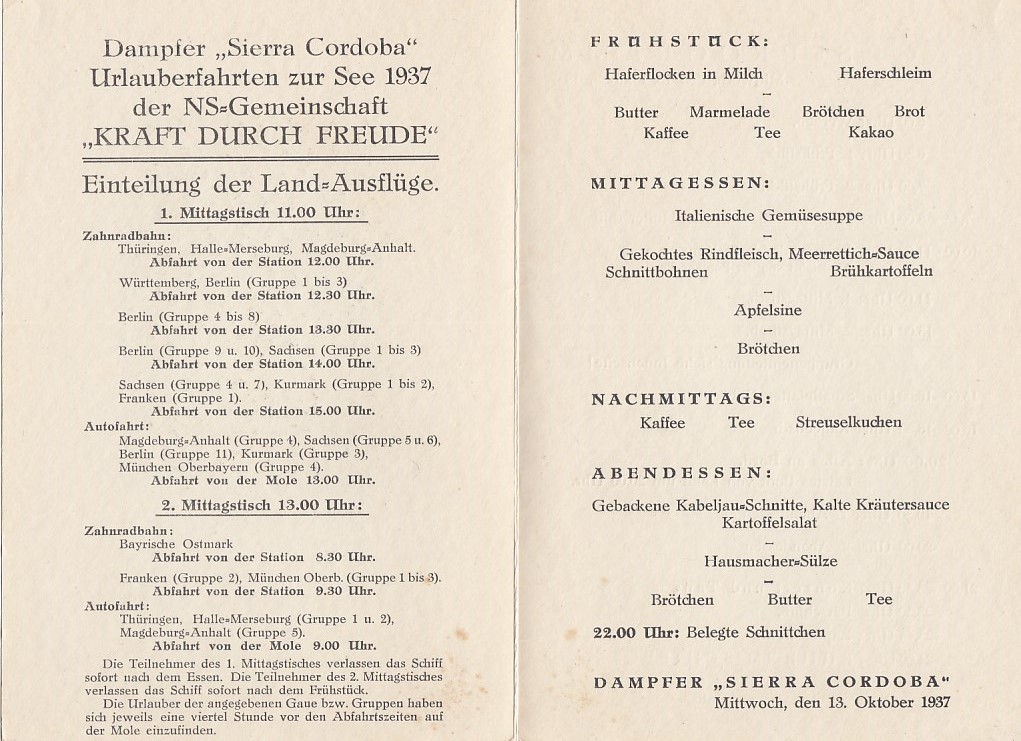 Dampfer „Sierra Cordoba“
Urlauberfahrten zur See 1937
der NS=Gemeinschaft
„KRAFT DURCH FREUDE“
Einteilung der Land=Ausflüge.
1. Mittagstisch 11.00 Uhr:
Zahnradbahn:
Thüringen, Halle=Merseburg, Magdeburg=Anhalt.
Abfahrt von der Station 12.00 Uhr.
Württemberg, Berlin (Gruppe 1 bis 3)
Abfahrt von der Station 12.30 Uhr.
Berlin (Gruppe 4 bis 8)
Abfahrt von der Station 13.30 Uhr.
Berlin (Gruppe 9 u. 10), Sachsen (Gruppe 1 bis 3)
Abfahrt von der Station 14.00 Uhr.
Sachsen (Gruppe 4 u. 7), Kurmark (Gruppe 1 bis 2),
Franken (Gruppe 1).
Abfahrt von der Station 15.00 Uhr.
Autofahrt:
Magdeburg=Anhalt (Gruppe 4), Sachsen (Gruppe 5 u. 6),
Berlin (Gruppe 11), Kurmark (Gruppe 3),
München Oberbayern (Gruppe 4).
Abfahrt von der Mole 13.00 Uhr.
2. Mittagstisch 13.00 Uhr:
Zahnradbahn:
Bayrische Ostmark
Abfahrt von der Station 8.30 Uhr.
Franken (Gruppe 2), München Oberb. (Gruppe 1 bis 3).
Abfahrt von der Station 9.30 Uhr.
Autofahrt:
Thüringen, Halle=Merseburg (Gruppe 1 u. 2),
Magdeburg=Anhalt (Gruppe 5).
Abfahrt von der Mole 9.00 Uhr.
Die Teilnehmer des 1. Mittagstisches verlassen das Schiff
sofort nach dem Essen. Die Teilnehmer des 2. Mittagstisches
verlassen das Schiff sofort nach dem Frühstück.
Die Urlauber der angegebenen Gaue bzw. Gruppen haben
sich jeweils eine viertel Stunde vor den Abfahrtszeiten auf
der Mole einzufinden.
FRÜHSTÜCK:
Haferflocken in Milch Haferschleim
–
Butter Marmelade Brötchen Brot
Kaffee Tee Kakao
MITTAGESSEN:
Italienische Gemüsesuppe
–
Gekochtes Rindfleisch, Meerrettich=Sauce
Schnittbohnen Brühkartoffeln
–
Apfelsine
–
Brötchen
NACHMITTAGS:
Kaffee Tee Streuselkuchen
ABENDESSEN:
Gebackene Kabeljau=Schnitte, Kalte Kräutersauce
Kartoffelsalat
–
Hausmacher=Sülze
–
Brötchen Butter Tee
22.00 Uhr: Belegte Schnittchen
DAMPFER „SIERRA CORDOBA“
Mittwoch, den 13. Oktober 1937